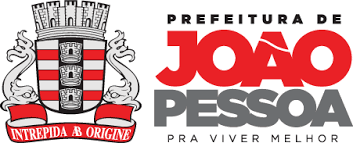 INTREPIDA AB ORIGINE
PREFEITURA DE
JOÃO
PESSOA
PRA VIVER MELHOR